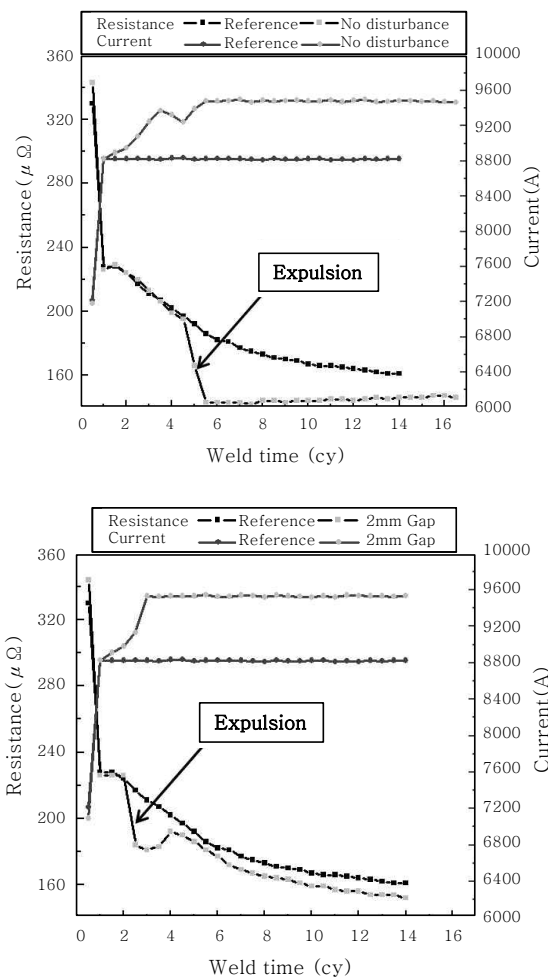 Resistance Reference No disturbance
Current Reference No disturbance
360
320
280
240
200
160
Resistance(μΩ)
10000
9600
9200
8800
8400
8000
7600
7200
6800
6400
6000
Current(A)
Expulsion
0 2 4 6 8 10 12 14 16
Weld time (cy)
Resistance Reference 2mm Gap
Current Reference 2mm Gap
360
320
300
220
200
160
Resistance(μΩ)
10000
9600
9200
8800
8400
8000
7600
7200
6800
6400
6000
Current(A)
Expulsion
0 2 4 6 8 10 12 14 16
Weld time (cy)